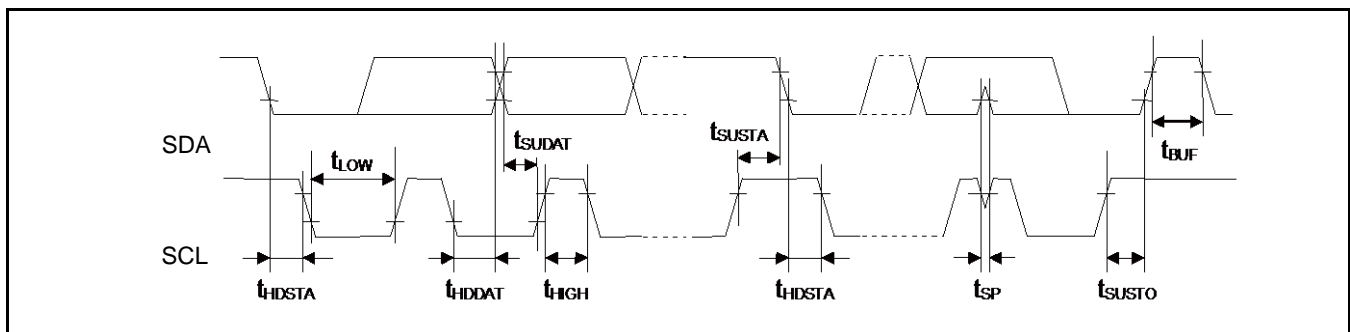 SDA
tSUDAT
tSUSTA
tBUF
tLOW
SCL
tHDSTA
tHDDAT
tHIGH
tHDSTA
tSP
tSUSTO